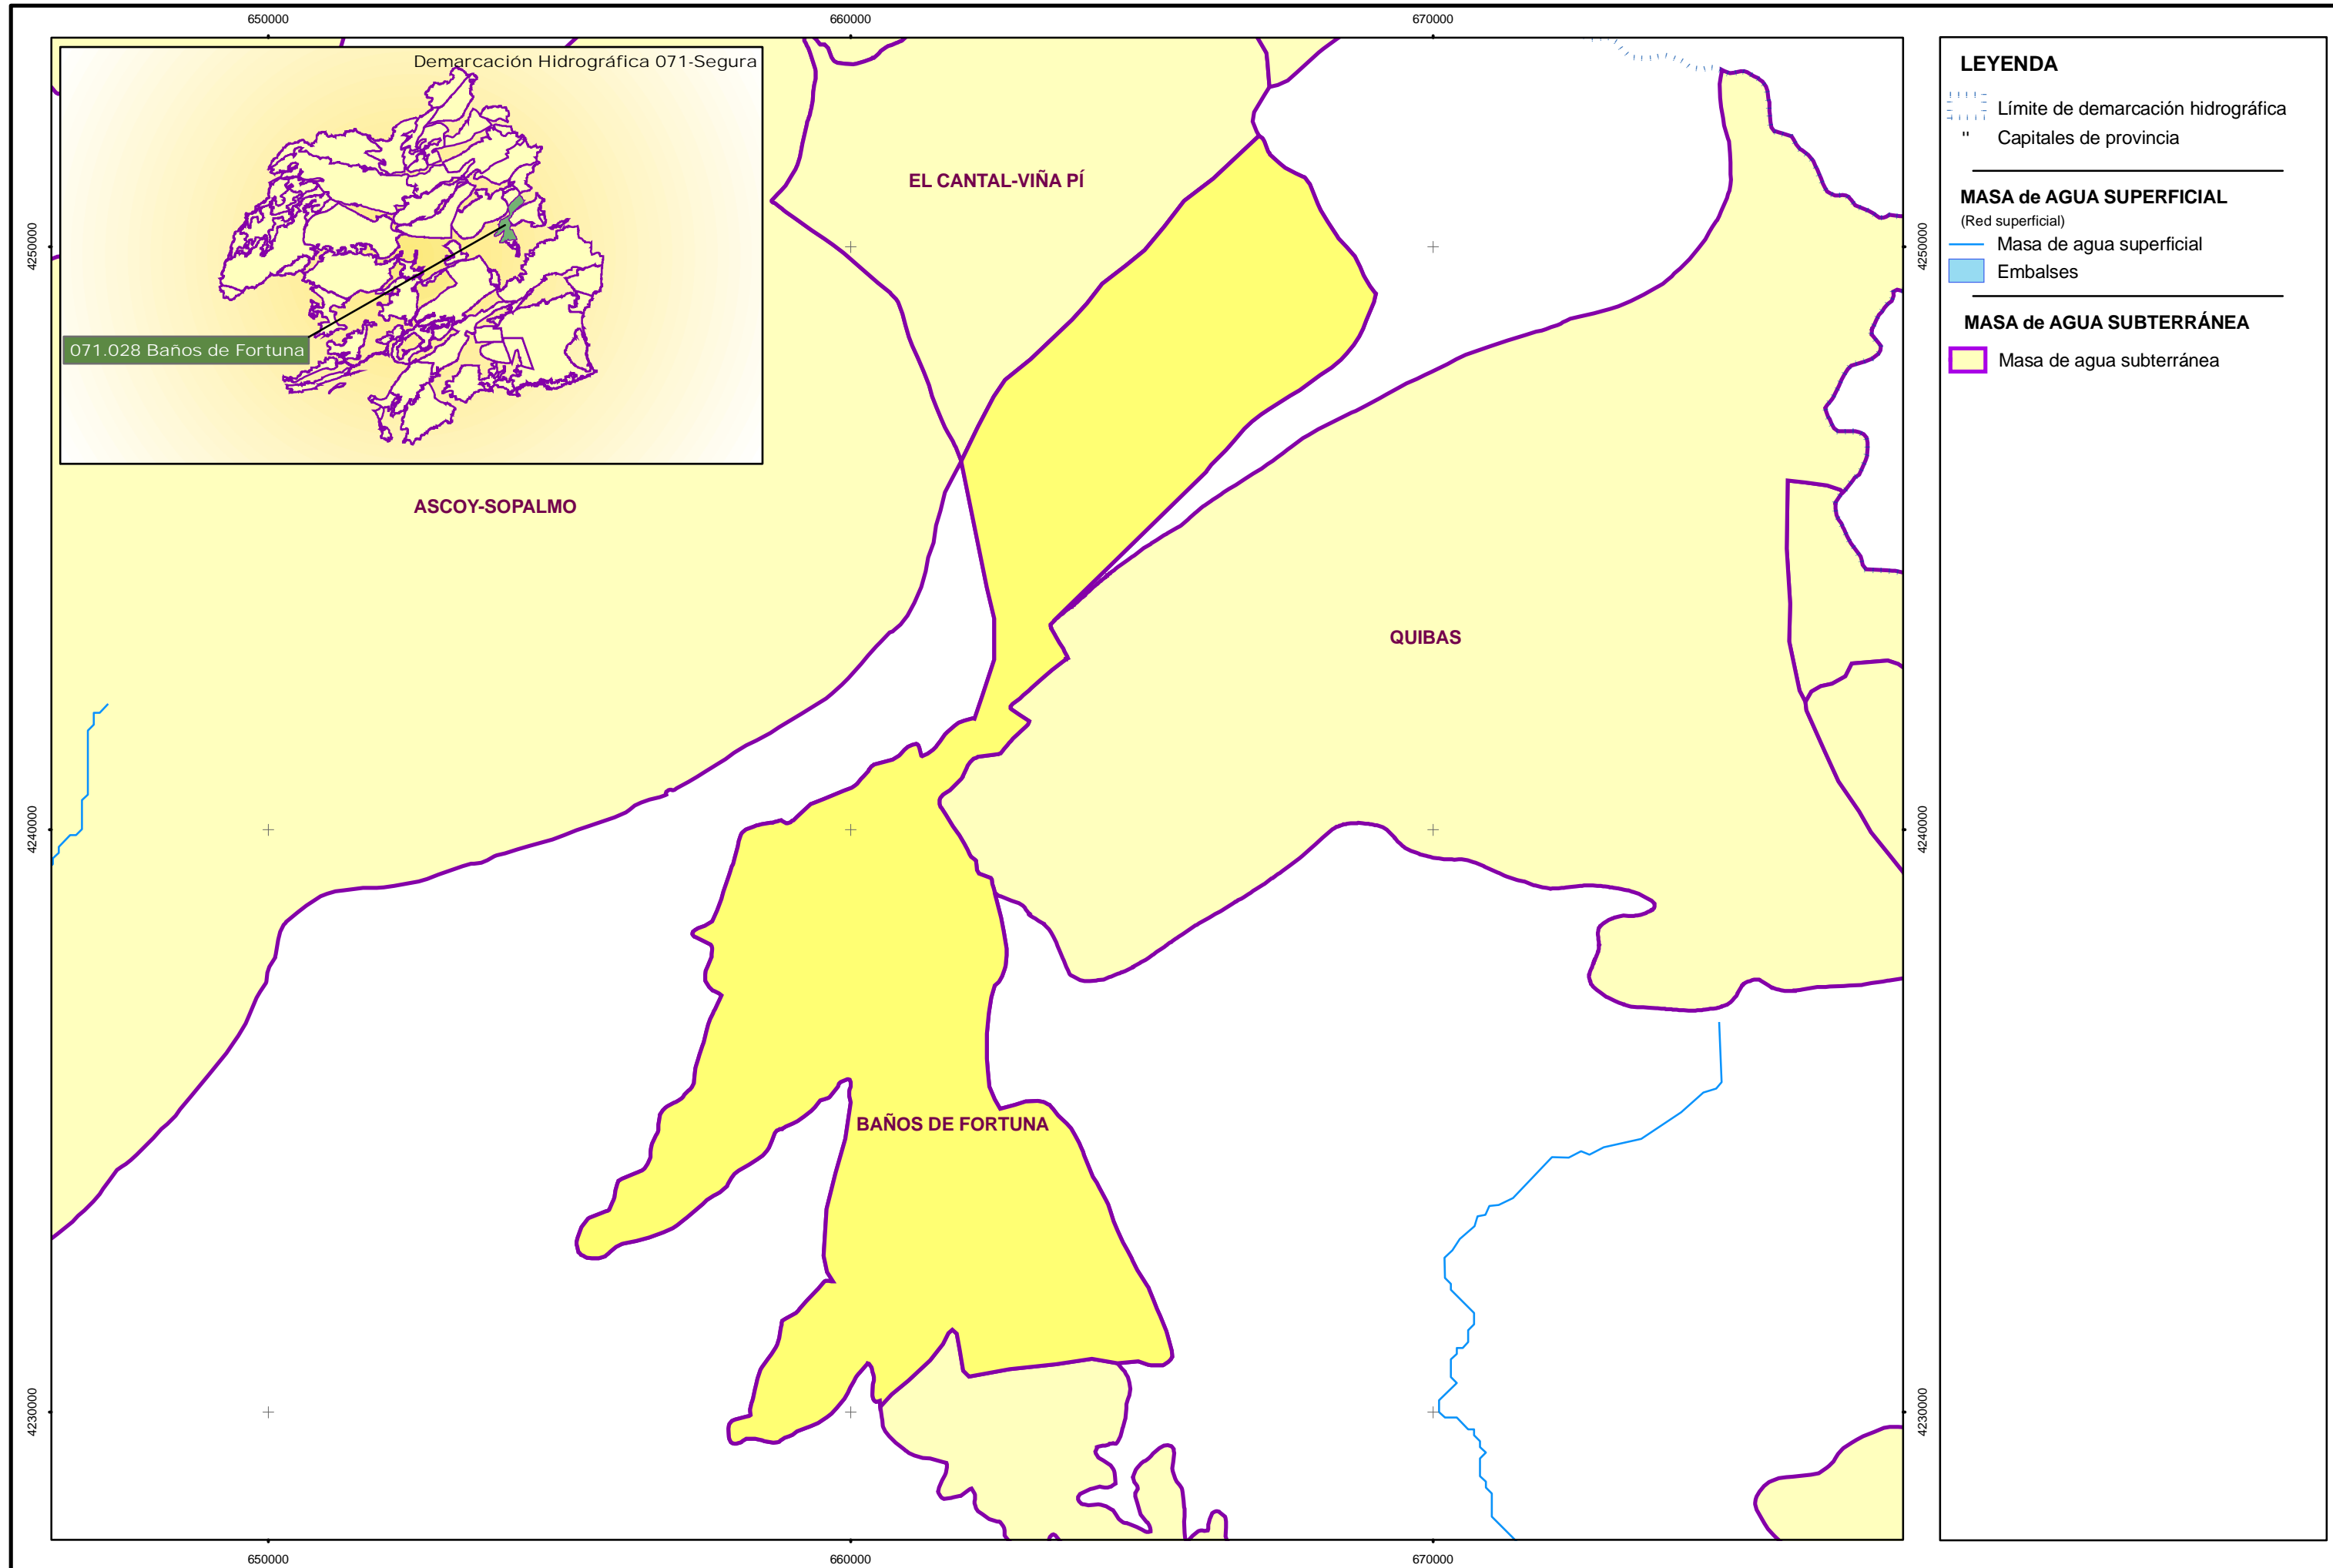 650000
660000
670000
Demarcación Hidrográfica 071-Segura
071.028 Baños de Fortuna
EL CANTAL-VIÑA PÍ
ASCOY-SOPALMO
QUIBAS
BAÑOS DE FORTUNA
4250000
4250000
4240000
4240000
4230000
4230000
650000
660000
670000
LEYENDA
Límite de demarcación hidrográfica
" Capitales de provincia
MASA de AGUA SUPERFICIAL
(Red superficial)
Masa de agua superficial
Embalses
MASA de AGUA SUBTERRÁNEA
Masa de agua subterránea